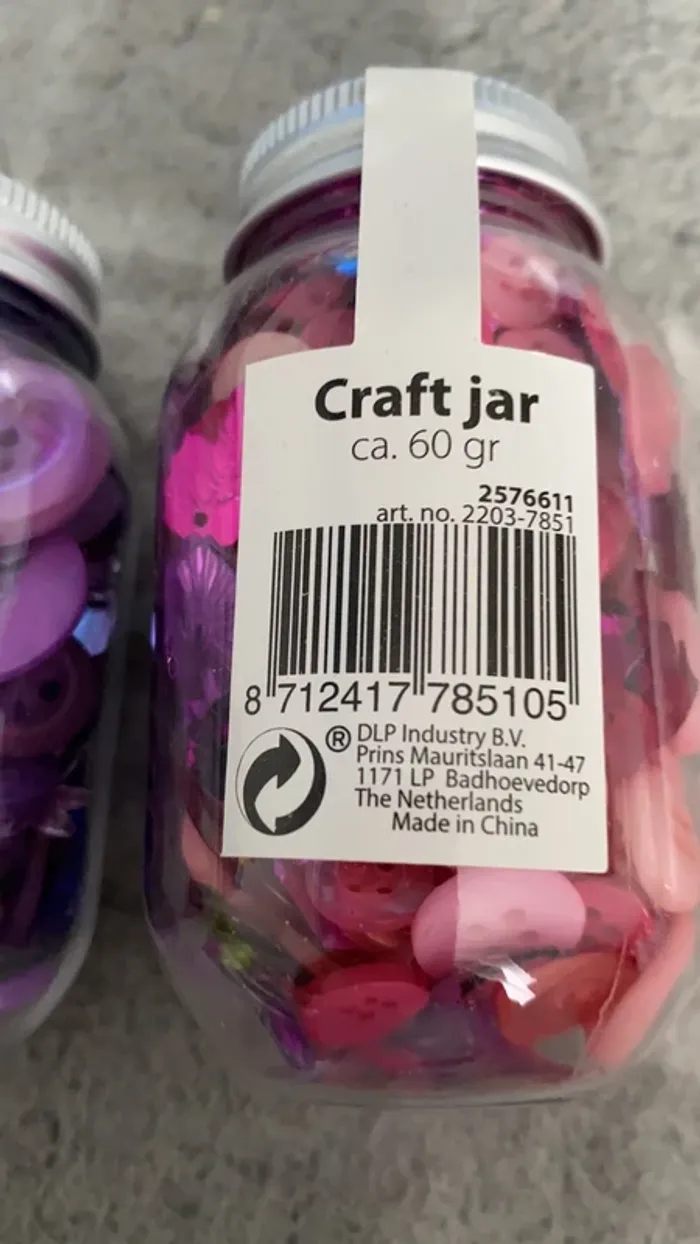 Craft jar
ca. 60 gr
2576611
art. no. 2203-7851
8 712417 785105
® DLP Industry B.V.
Prins Mauritslaan 41-47
1171 LP Badhoevedorp
The Netherlands
Made in China